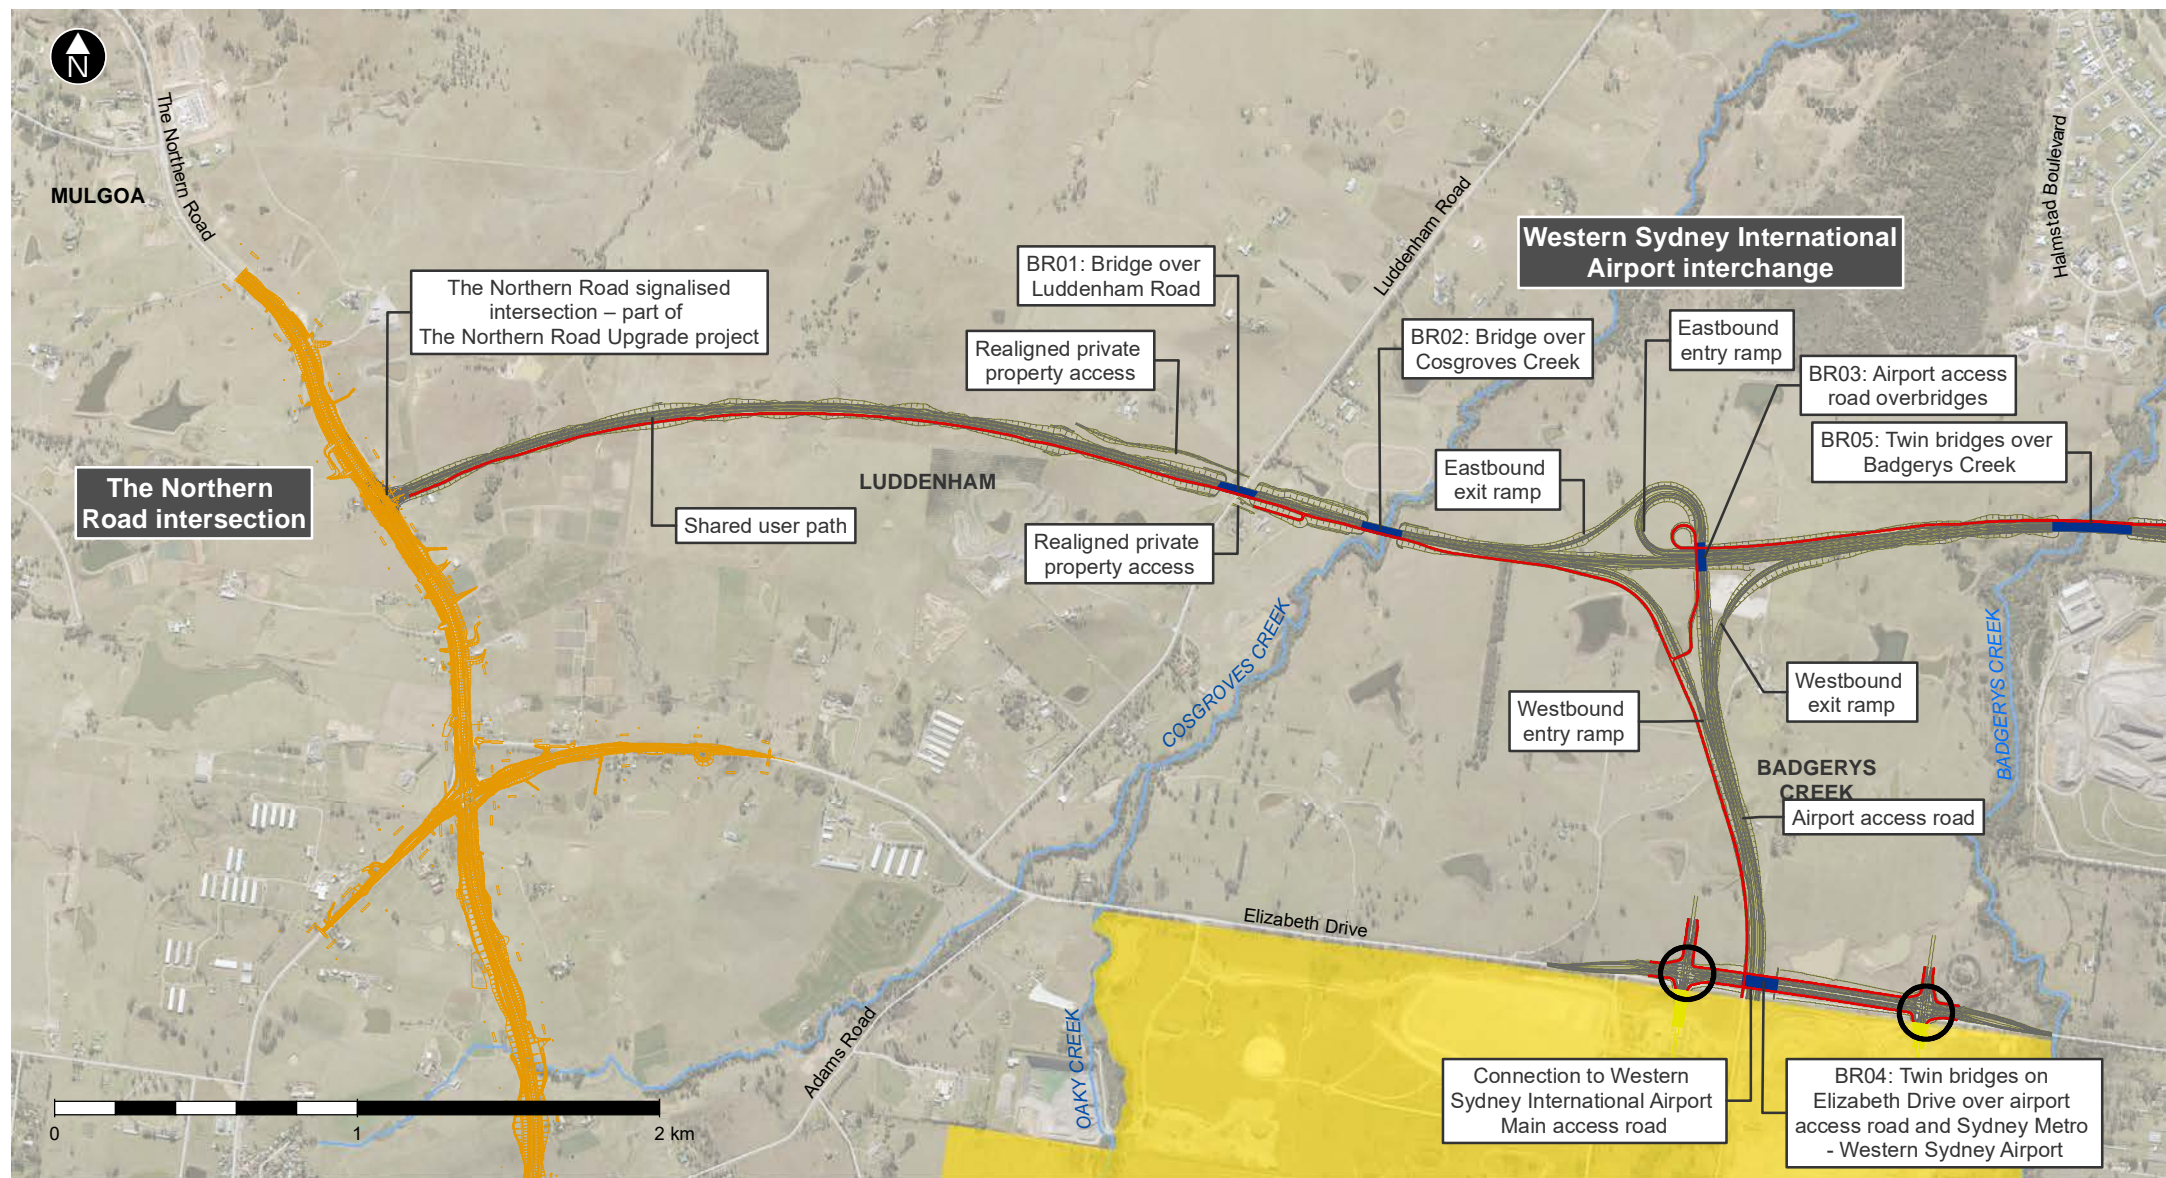 N
The Northern Road
MULGOA
The Northern Road signalised
intersection – part of
The Northern Road Upgrade project
BR01: Bridge over
Luddenham Road
Realigned private
property access
Luddenham Road
Western Sydney International
Airport interchange
Halmstad Boulevard
BR02: Bridge over
Cosgroves Creek
Eastbound
entry ramp
BR03: Airport access
road overbridges
BR05: Twin bridges over
Badgerys Creek
Eastbound
exit ramp
The Northern
Road intersection
LUDDENHAM
Shared user path
Realigned private
property access
COSGROVES CREEK
BADGERYS CREEK
Westbound
exit ramp
Westbound
entry ramp
BADGERYS
CREEK
Airport access road
Elizabeth Drive
Adams Road
OAKY CREEK
Connection to Western
Sydney International Airport
Main access road
BR04: Twin bridges on
Elizabeth Drive over airport
access road and Sydney Metro
- Western Sydney Airport
0 1 2 km